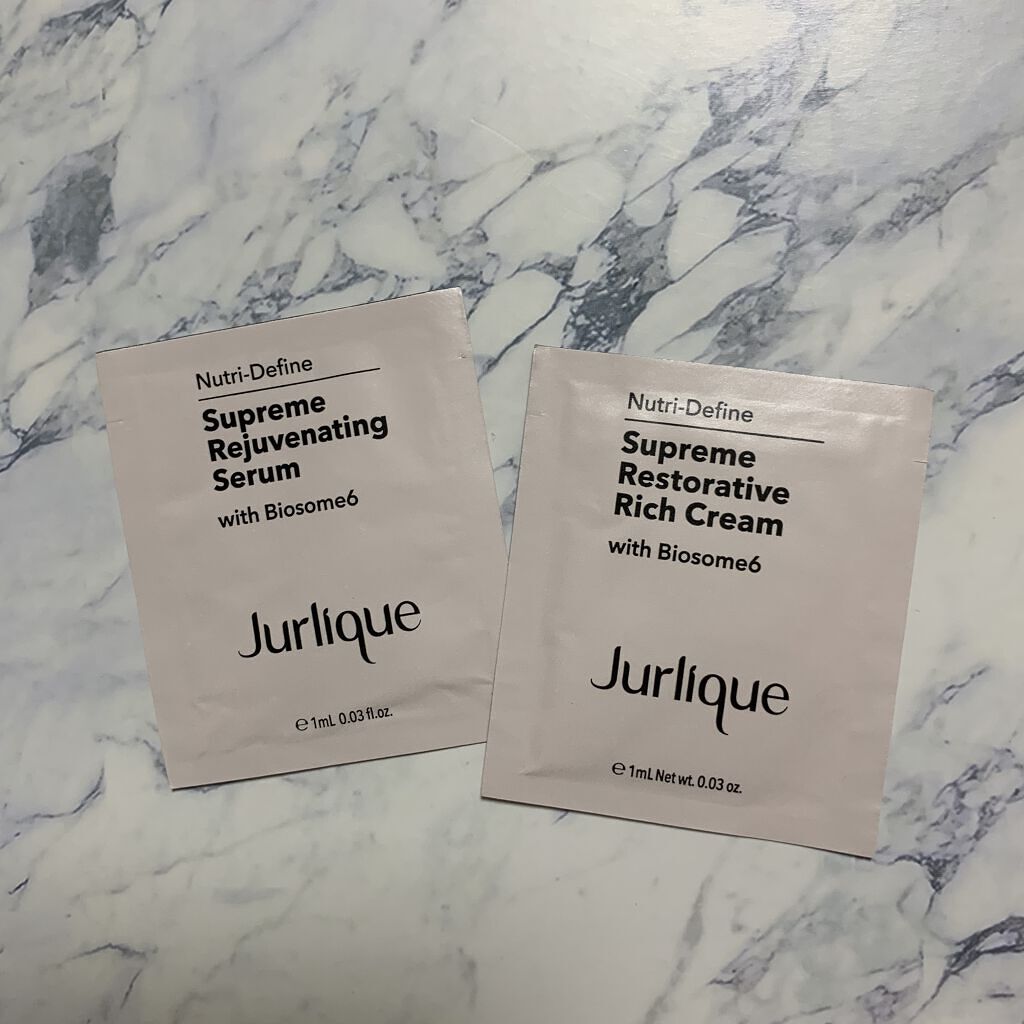 Nutri-Define
Supreme
Rejuvenating
Serum
with Biosome6
Jurlique
℮ 1mL 0.03 fl.oz.
Nutri-Define
Supreme
Restorative
Rich Cream
with Biosome6
Jurlique
℮ 1mL Net wt. 0.03 oz.